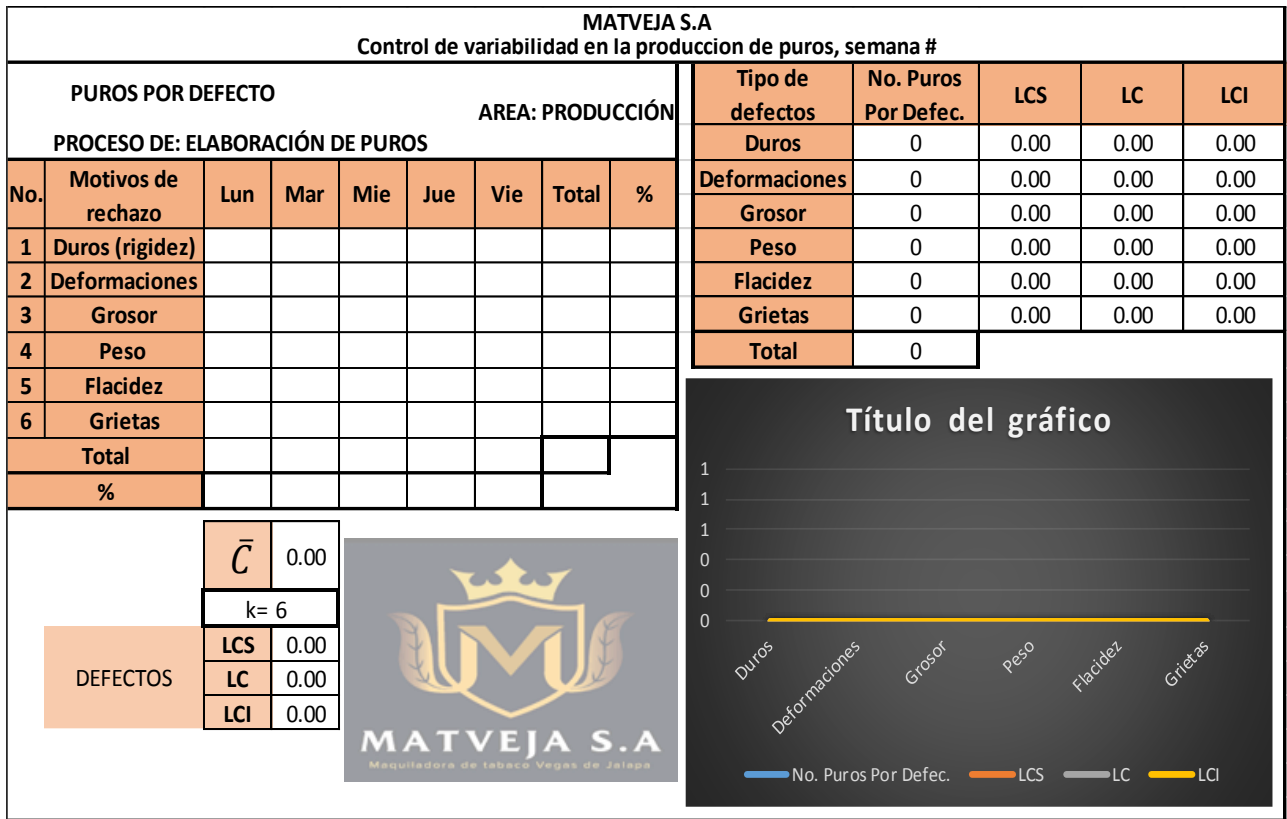 MATVEJA S.A
Control de variabilidad en la produccion de puros, semana #
PUROS POR DEFECTO
AREA: PRODUCCIÓN
PROCESO DE: ELABORACIÓN DE PUROS
No. Motivos de rechazo Lun Mar Mie Jue Vie Total %
1 Duros (rigidez)
2 Deformaciones
3 Grosor
4 Peso
5 Flacidez
6 Grietas
Total
%
Tipo de defectos No. Puros Por Defec. LCS LC LCI
Duros 0 0.00 0.00 0.00
Deformaciones 0 0.00 0.00 0.00
Grosor 0 0.00 0.00 0.00
Peso 0 0.00 0.00 0.00
Flacidez 0 0.00 0.00 0.00
Grietas 0 0.00 0.00 0.00
Total 0
C̄ 0.00
k= 6
DEFECTOS
LCS 0.00
LC 0.00
LCI 0.00
M
MATVEJA S.A
Maquiladora de tabaco Vegas de Jalapa
Título del gráfico
1
1
1
0
0
0
Duros Deformaciones Grosor Peso Flacidez Grietas
No. Puros Por Defec. LCS LC LCI